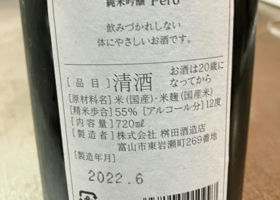 純米吟醸 Pero
飲みづかれしない
体にやさしいお酒です。
[品目] 清酒 お酒は20歳に
なってから
[原材料名] 米(国産)・米麹(国産米)
[精米歩合] 55% [アルコール分] 12度
[内容量] 720ml
[製造者] 株式会社 桝田酒造店
富山市東岩瀬町269番地
[製造年月]
2022.6